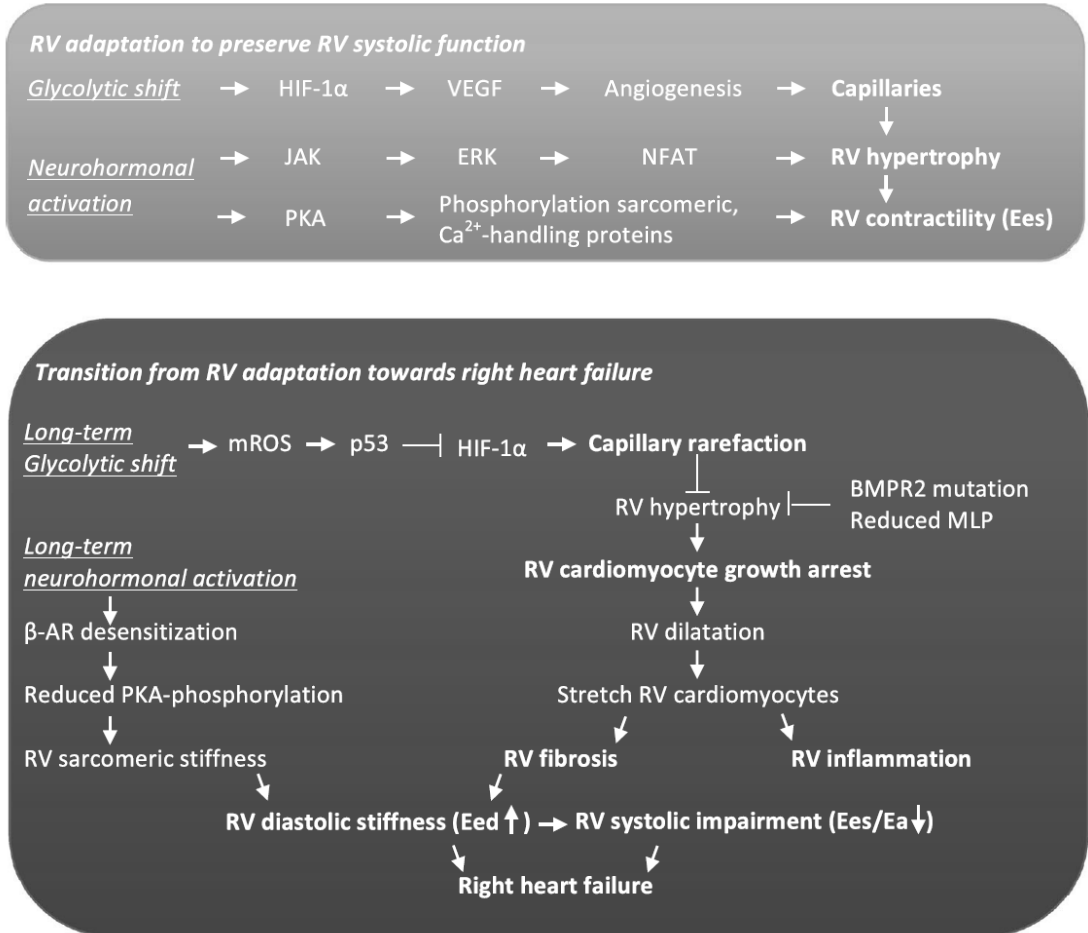 RV adaptation to preserve RV systolic function
Glycolytic shift → HIF-1α → VEGF → Angiogenesis → Capillaries
Neurohormonal activation
JAK → ERK → NFAT → RV hypertrophy
PKA → Phosphorylation sarcomeric, → RV contractility (Ees)
Ca²⁺-handling proteins
Transition from RV adaptation towards right heart failure
Long-term
Glycolytic shift → mROS → p53 ⊣ HIF-1α → Capillary rarefaction
RV hypertrophy
BMPR2 mutation
Reduced MLP
Long-term
neurohormonal activation
RV cardiomyocyte growth arrest
β-AR desensitization
RV dilatation
Reduced PKA-phosphorylation
Stretch RV cardiomyocytes
RV sarcomeric stiffness
RV fibrosis
RV inflammation
RV diastolic stiffness (Eed ↑) → RV systolic impairment (Ees/Ea↓)
Right heart failure